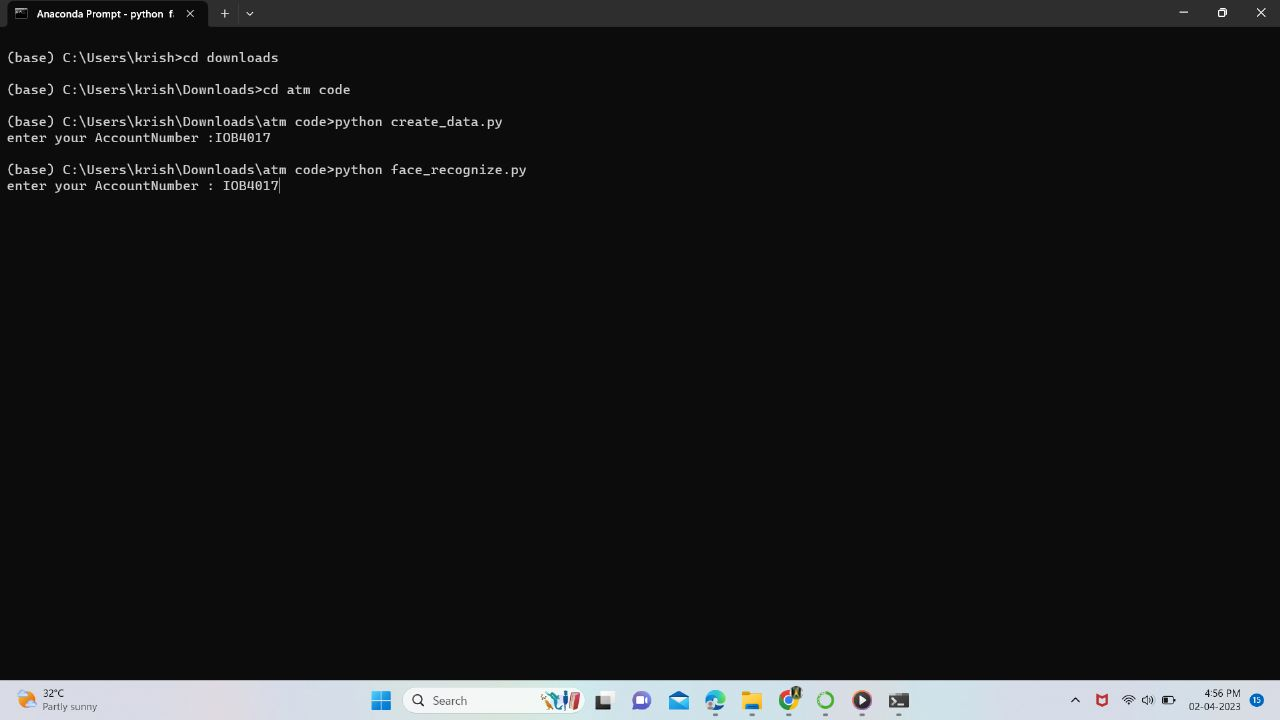 Anaconda Prompt - python fa
(base) C:\Users\krish>cd downloads
(base) C:\Users\krish\Downloads>cd atm code
(base) C:\Users\krish\Downloads\atm code>python create_data.py
enter your AccountNumber :IOB4017
(base) C:\Users\krish\Downloads\atm code>python face_recognize.py
enter your AccountNumber : IOB4017
32°C
Partly sunny
Search
4:56 PM
02-04-2023
15